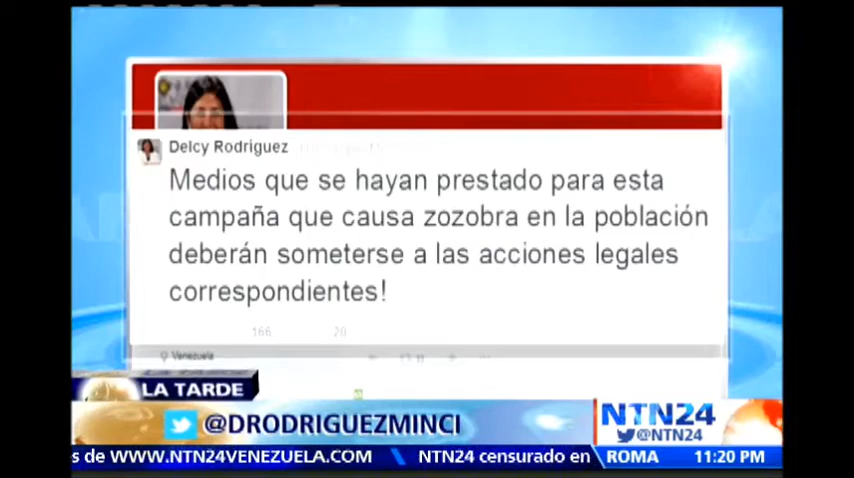 Delcy Rodriguez
Medios que se hayan prestado para esta
campaña que causa zozobra en la población
deberán someterse a las acciones legales
correspondientes!
166 20
Venezuela
LA TARDE
@DRODRIGUEZMINCI
NTN24
@NTN24
s de WWW.NTN24VENEZUELA.COM NTN24 censurado en ROMA 11:20 PM